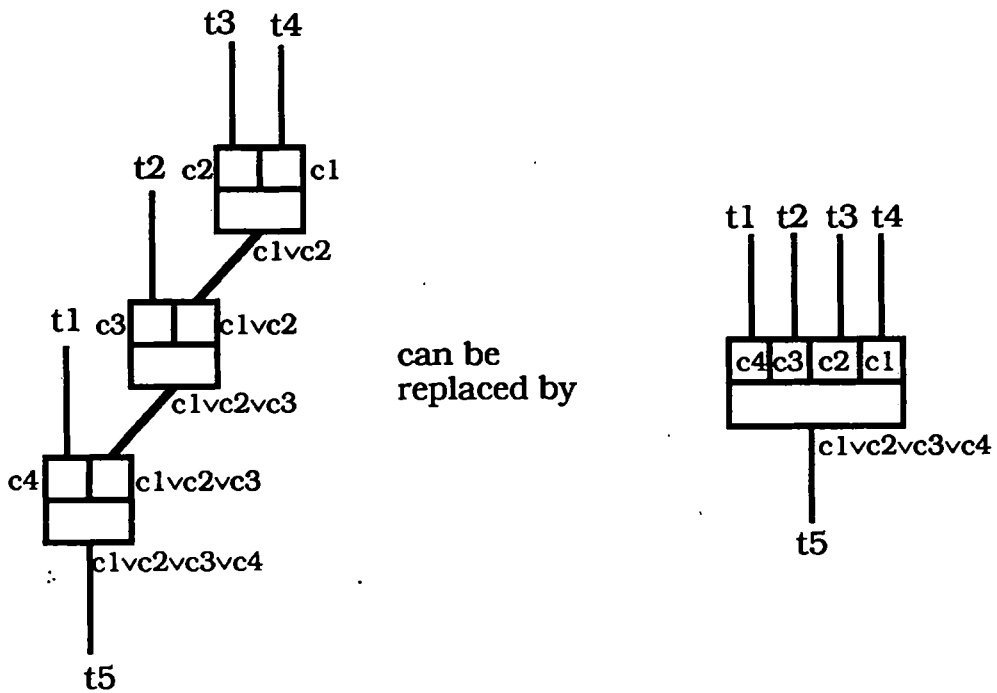 t3 t4
t2 c2 c1
c1vc2
t1 c3 c1vc2
c1vc2vc3
c4 c1vc2vc3
c1vc2vc3vc4
t5
can be
replaced by
t1 t2 t3 t4
c4 c3 c2 c1
c1vc2vc3vc4
t5